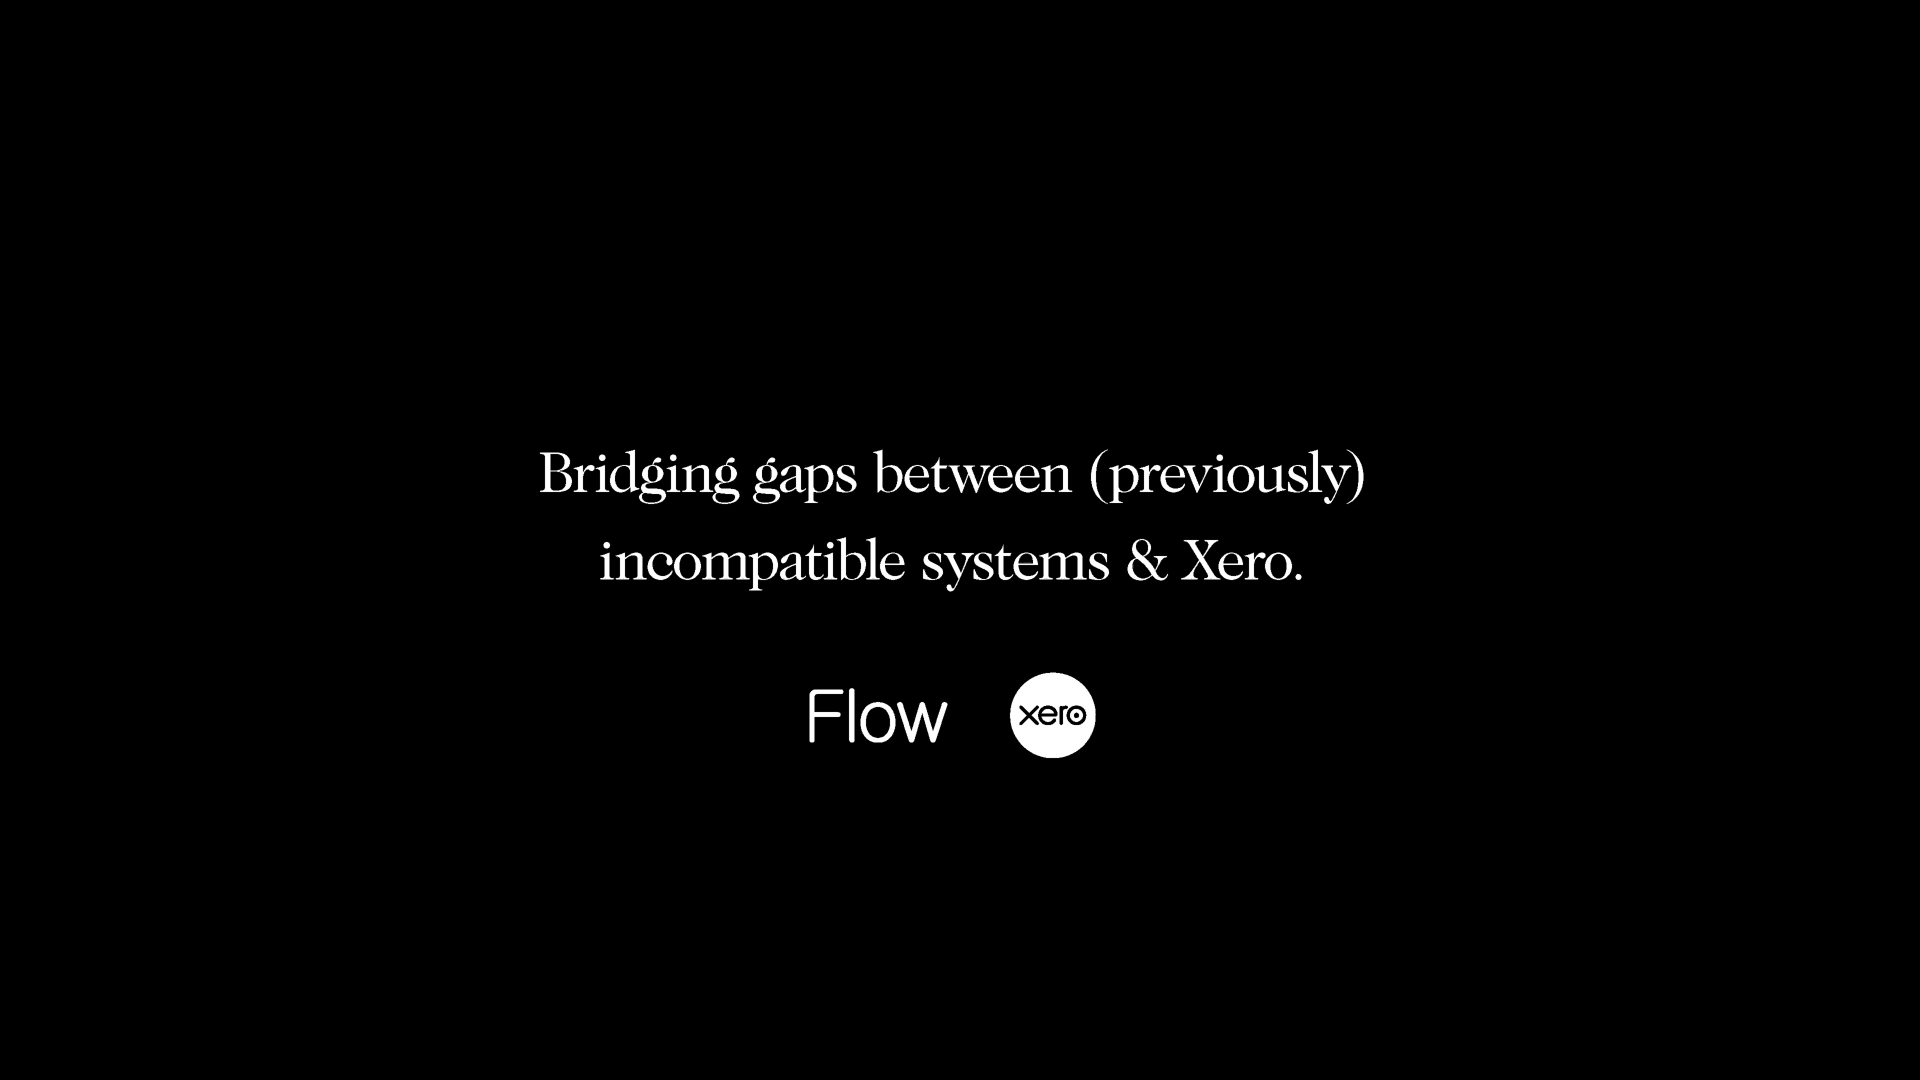 Bridging gaps between (previously)
incompatible systems & Xero.
Flow xero